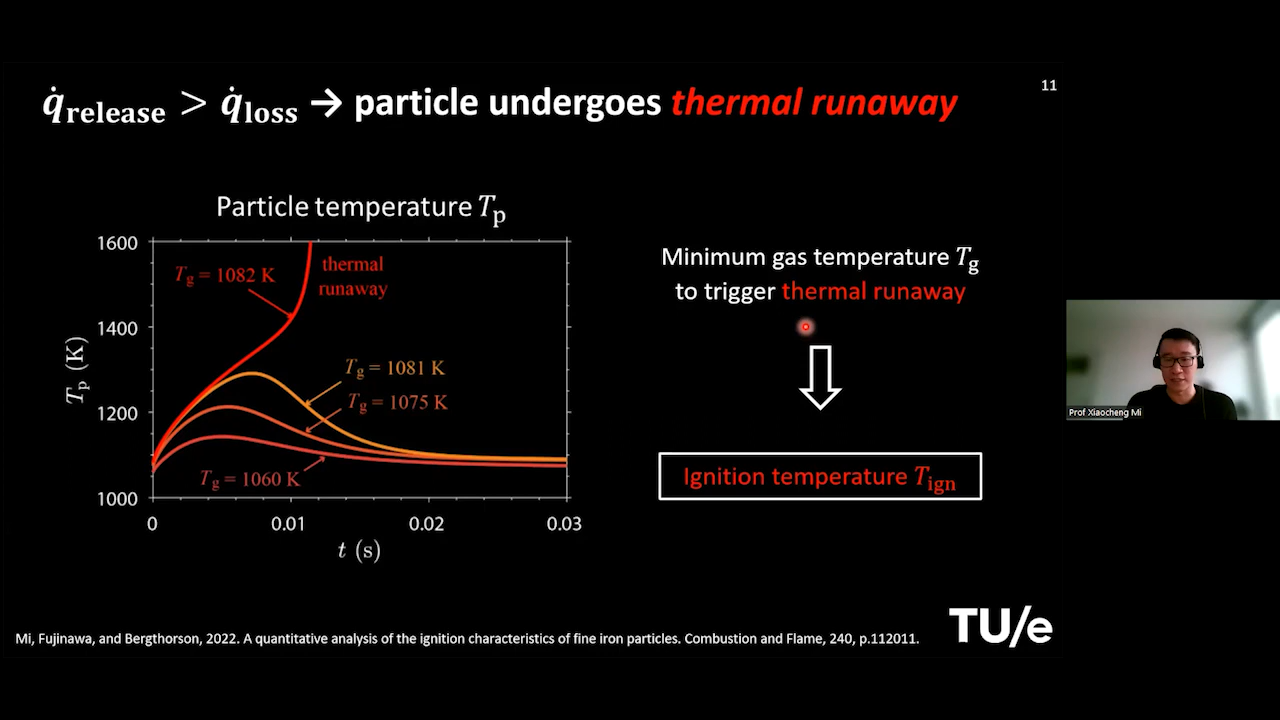 11
q̇release > q̇loss → particle undergoes thermal runaway
Particle temperature Tp
1600
1400
1200
1000
Tp (K)
Tg = 1082 K
thermal
runaway
Tg = 1081 K
Tg = 1075 K
Tg = 1060 K
0
0.01
0.02
0.03
t (s)
Minimum gas temperature Tg
to trigger thermal runaway
Ignition temperature Tign
Prof Xiaocheng Mi
Mi, Fujinawa, and Bergthorson, 2022. A quantitative analysis of the ignition characteristics of fine iron particles. Combustion and Flame, 240, p.112011.
TU/e